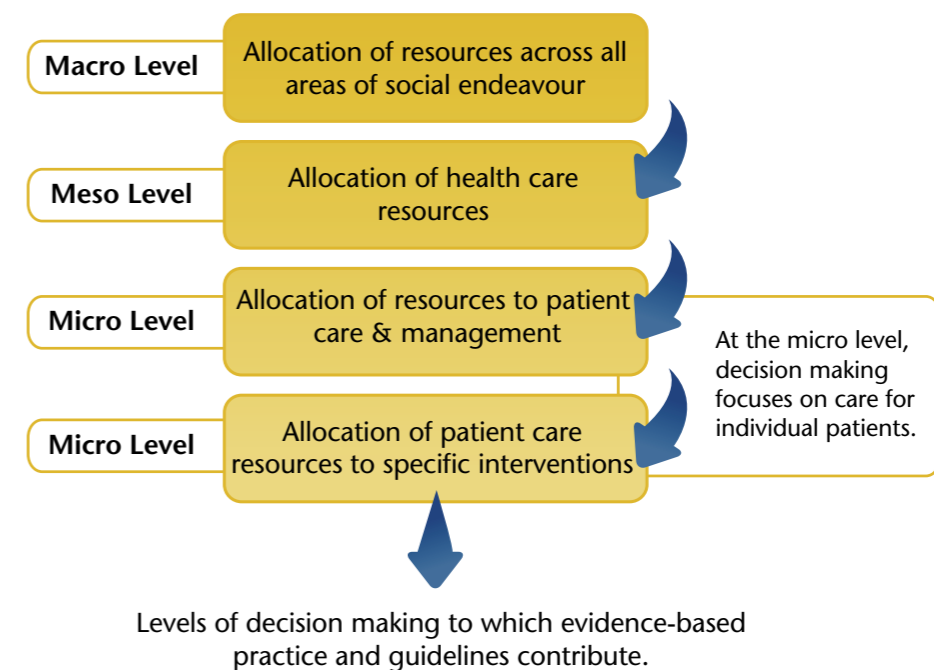 Macro Level
Allocation of resources across all
areas of social endeavour
Meso Level
Allocation of health care
resources
Micro Level
Allocation of resources to patient
care & management
At the micro level,
decision making
focuses on care for
individual patients.
Micro Level
Allocation of patient care
resources to specific interventions
Levels of decision making to which evidence-based
practice and guidelines contribute.